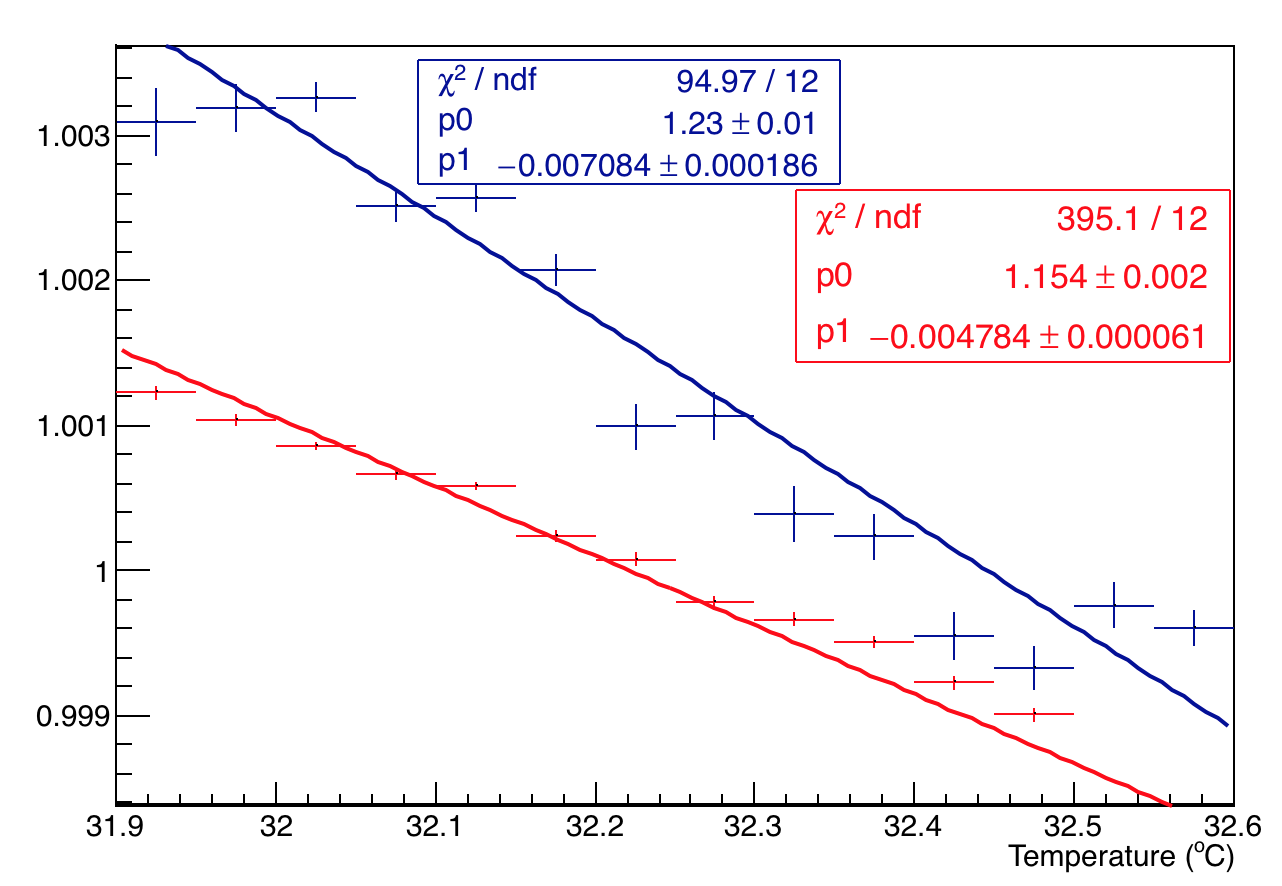 χ² / ndf 94.97 / 12
p0 1.23 ± 0.01
p1 −0.007084 ± 0.000186
χ² / ndf 395.1 / 12
p0 1.154 ± 0.002
p1 −0.004784 ± 0.000061
1.003
1.002
1.001
1
0.999
31.9 32 32.1 32.2 32.3 32.4 32.5 32.6
Temperature (°C)